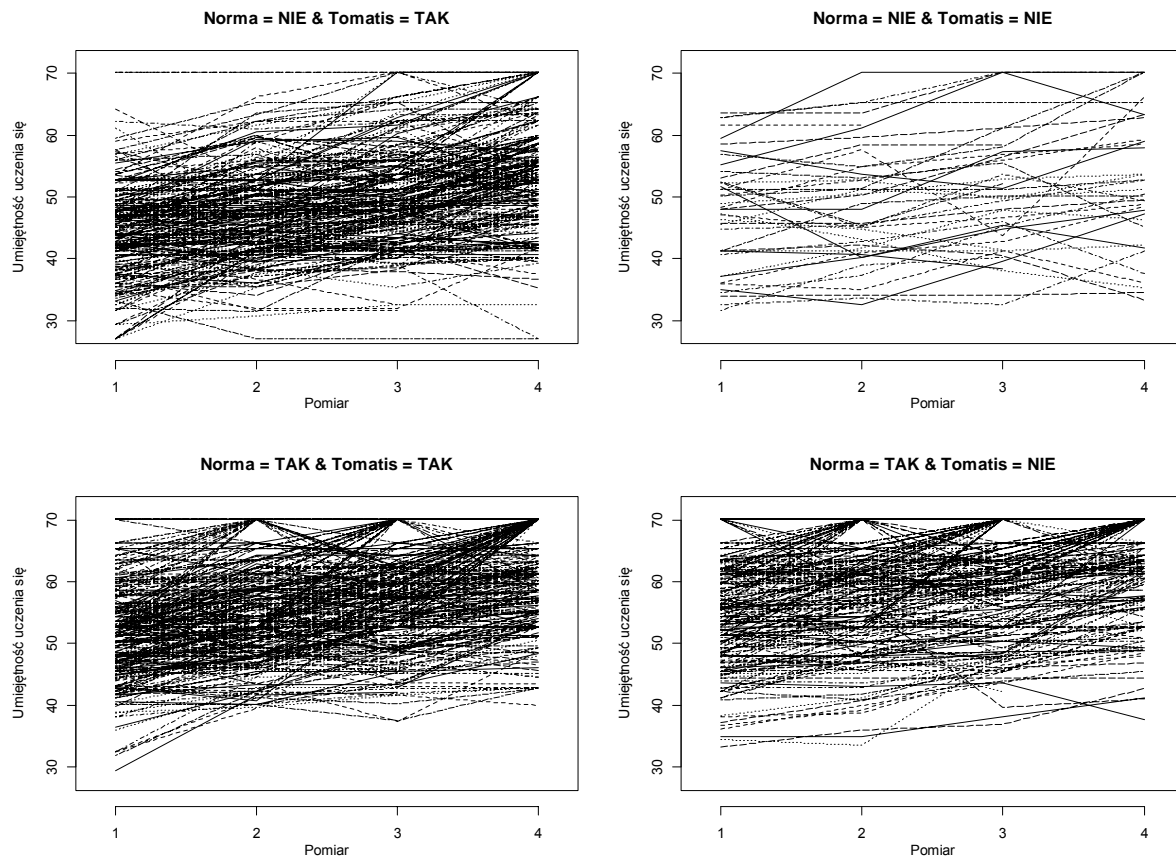 Norma = NIE & Tomatis = TAK
Umiejętność uczenia się
70
60
50
40
30
1 2 3 4
Pomiar
Norma = NIE & Tomatis = NIE
Umiejętność uczenia się
70
60
50
40
30
1 2 3 4
Pomiar
Norma = TAK & Tomatis = TAK
Umiejętność uczenia się
70
60
50
40
30
1 2 3 4
Pomiar
Norma = TAK & Tomatis = NIE
Umiejętność uczenia się
70
60
50
40
30
1 2 3 4
Pomiar